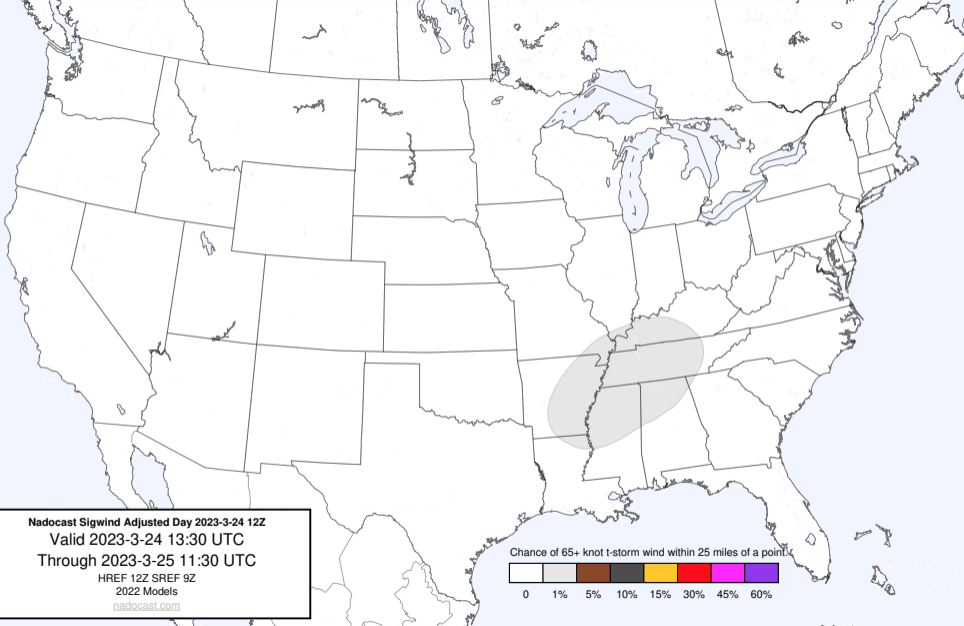 Nadocast Sigwind Adjusted Day 2023-3-24 12Z
Valid 2023-3-24 13:30 UTC
Through 2023-3-25 11:30 UTC
HREF 12Z SREF 9Z
2022 Models
nadocast.com
Chance of 65+ knot t-storm wind within 25 miles of a point.
0 1% 5% 10% 15% 30% 45% 60%